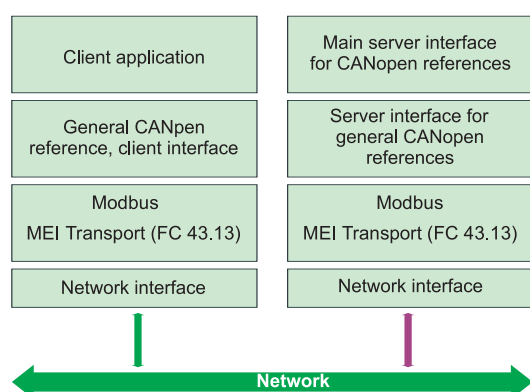 Client application
General CANpen
reference, client interface
Modbus
MEI Transport (FC 43.13)
Network interface
Main server interface
for CANopen references
Server interface for
general CANopen
references
Modbus
MEI Transport (FC 43.13)
Network interface
Network